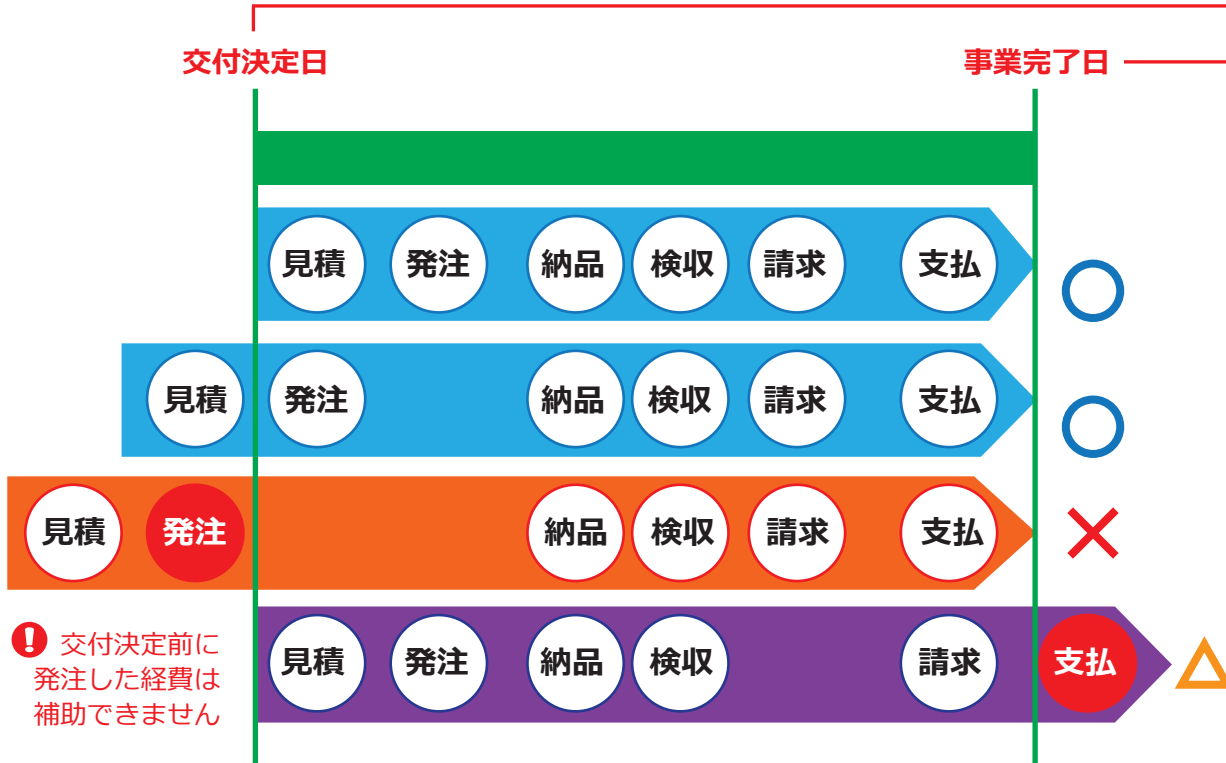 交付決定日
事業完了日
見積 発注 納品 検収 請求 支払
見積 発注 納品 検収 請求 支払
見積 発注 納品 検収 請求 支払
見積 発注 納品 検収 請求 支払
! 交付決定前に
発注した経費は
補助できません